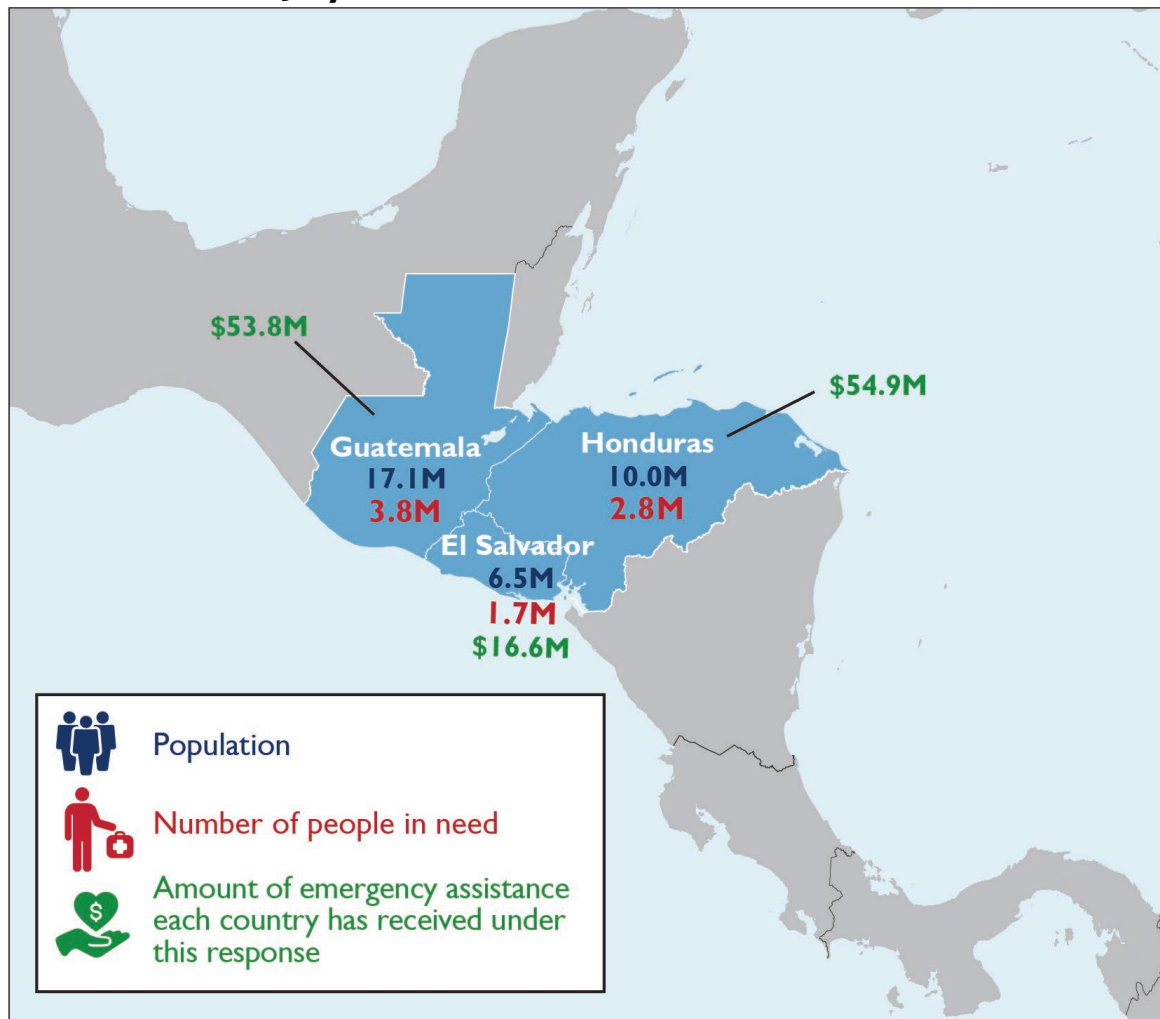 $53.8M
$54.9M
Guatemala
17.1M
3.8M
Honduras
10.0M
2.8M
El Salvador
6.5M
1.7M
$16.6M
Population
Number of people in need
$
Amount of emergency assistance
each country has received under
this response